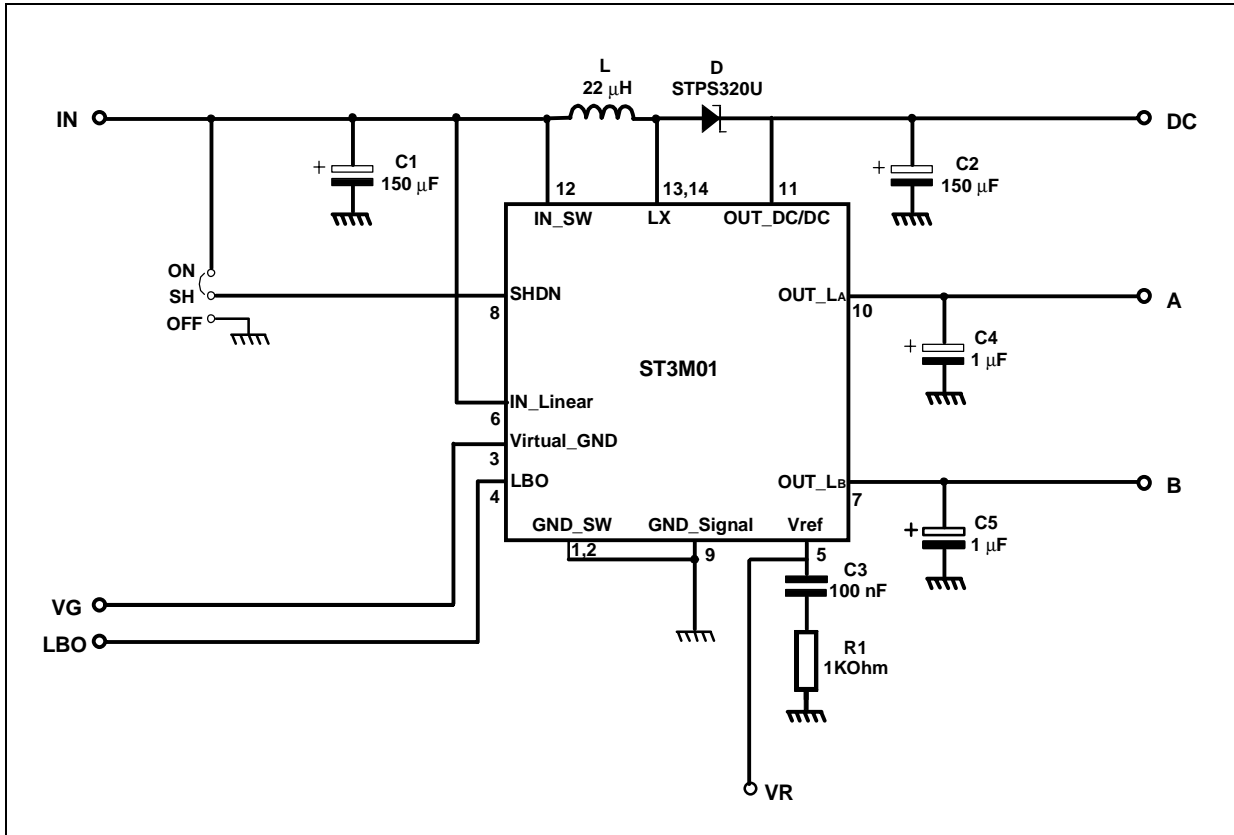 L
22 μH
D
STPS320U
IN
DC
+
C1
150 μF
+
C2
150 μF
12
13,14
11
IN_SW
LX
OUT_DC/DC
ON
SH
OFF
SHDN
8
OUT_LA
10
A
+
C4
1 μF
ST3M01
IN_Linear
6
Virtual_GND
3
LBO
4
OUT_LB
7
B
+
C5
1 μF
GND_SW
GND_Signal
Vref
1,2
9
5
C3
100 nF
VG
LBO
R1
1KOhm
VR